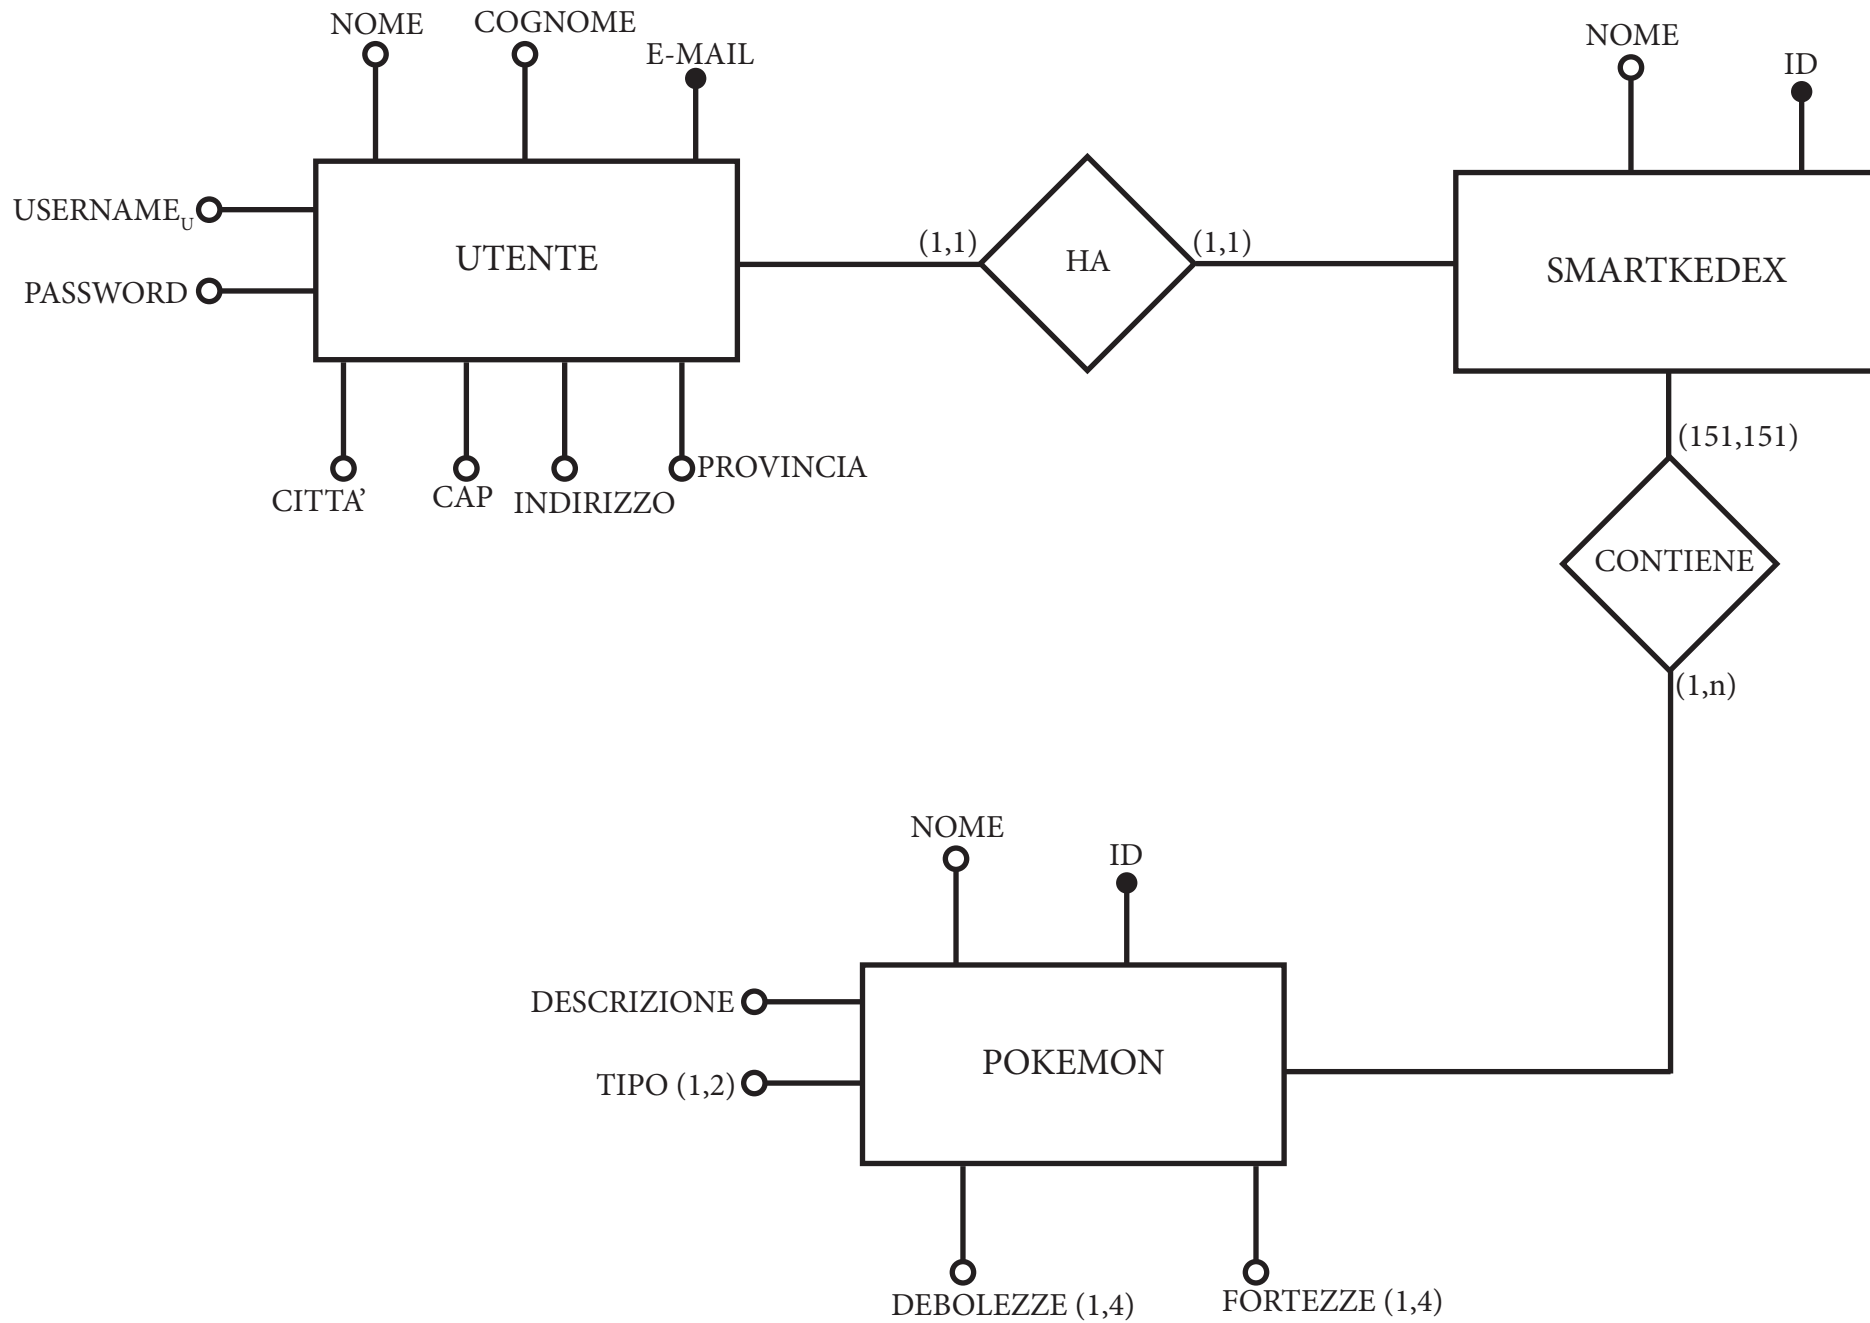 NOME
COGNOME
E-MAIL
USERNAME_U
PASSWORD
UTENTE
CITTA’
CAP
INDIRIZZO
PROVINCIA
(1,1)
HA
(1,1)
NOME
ID
SMARTKEDEX
(151,151)
CONTIENE
(1,n)
NOME
ID
DESCRIZIONE
TIPO (1,2)
POKEMON
DEBOLEZZE (1,4)
FORTEZZE (1,4)